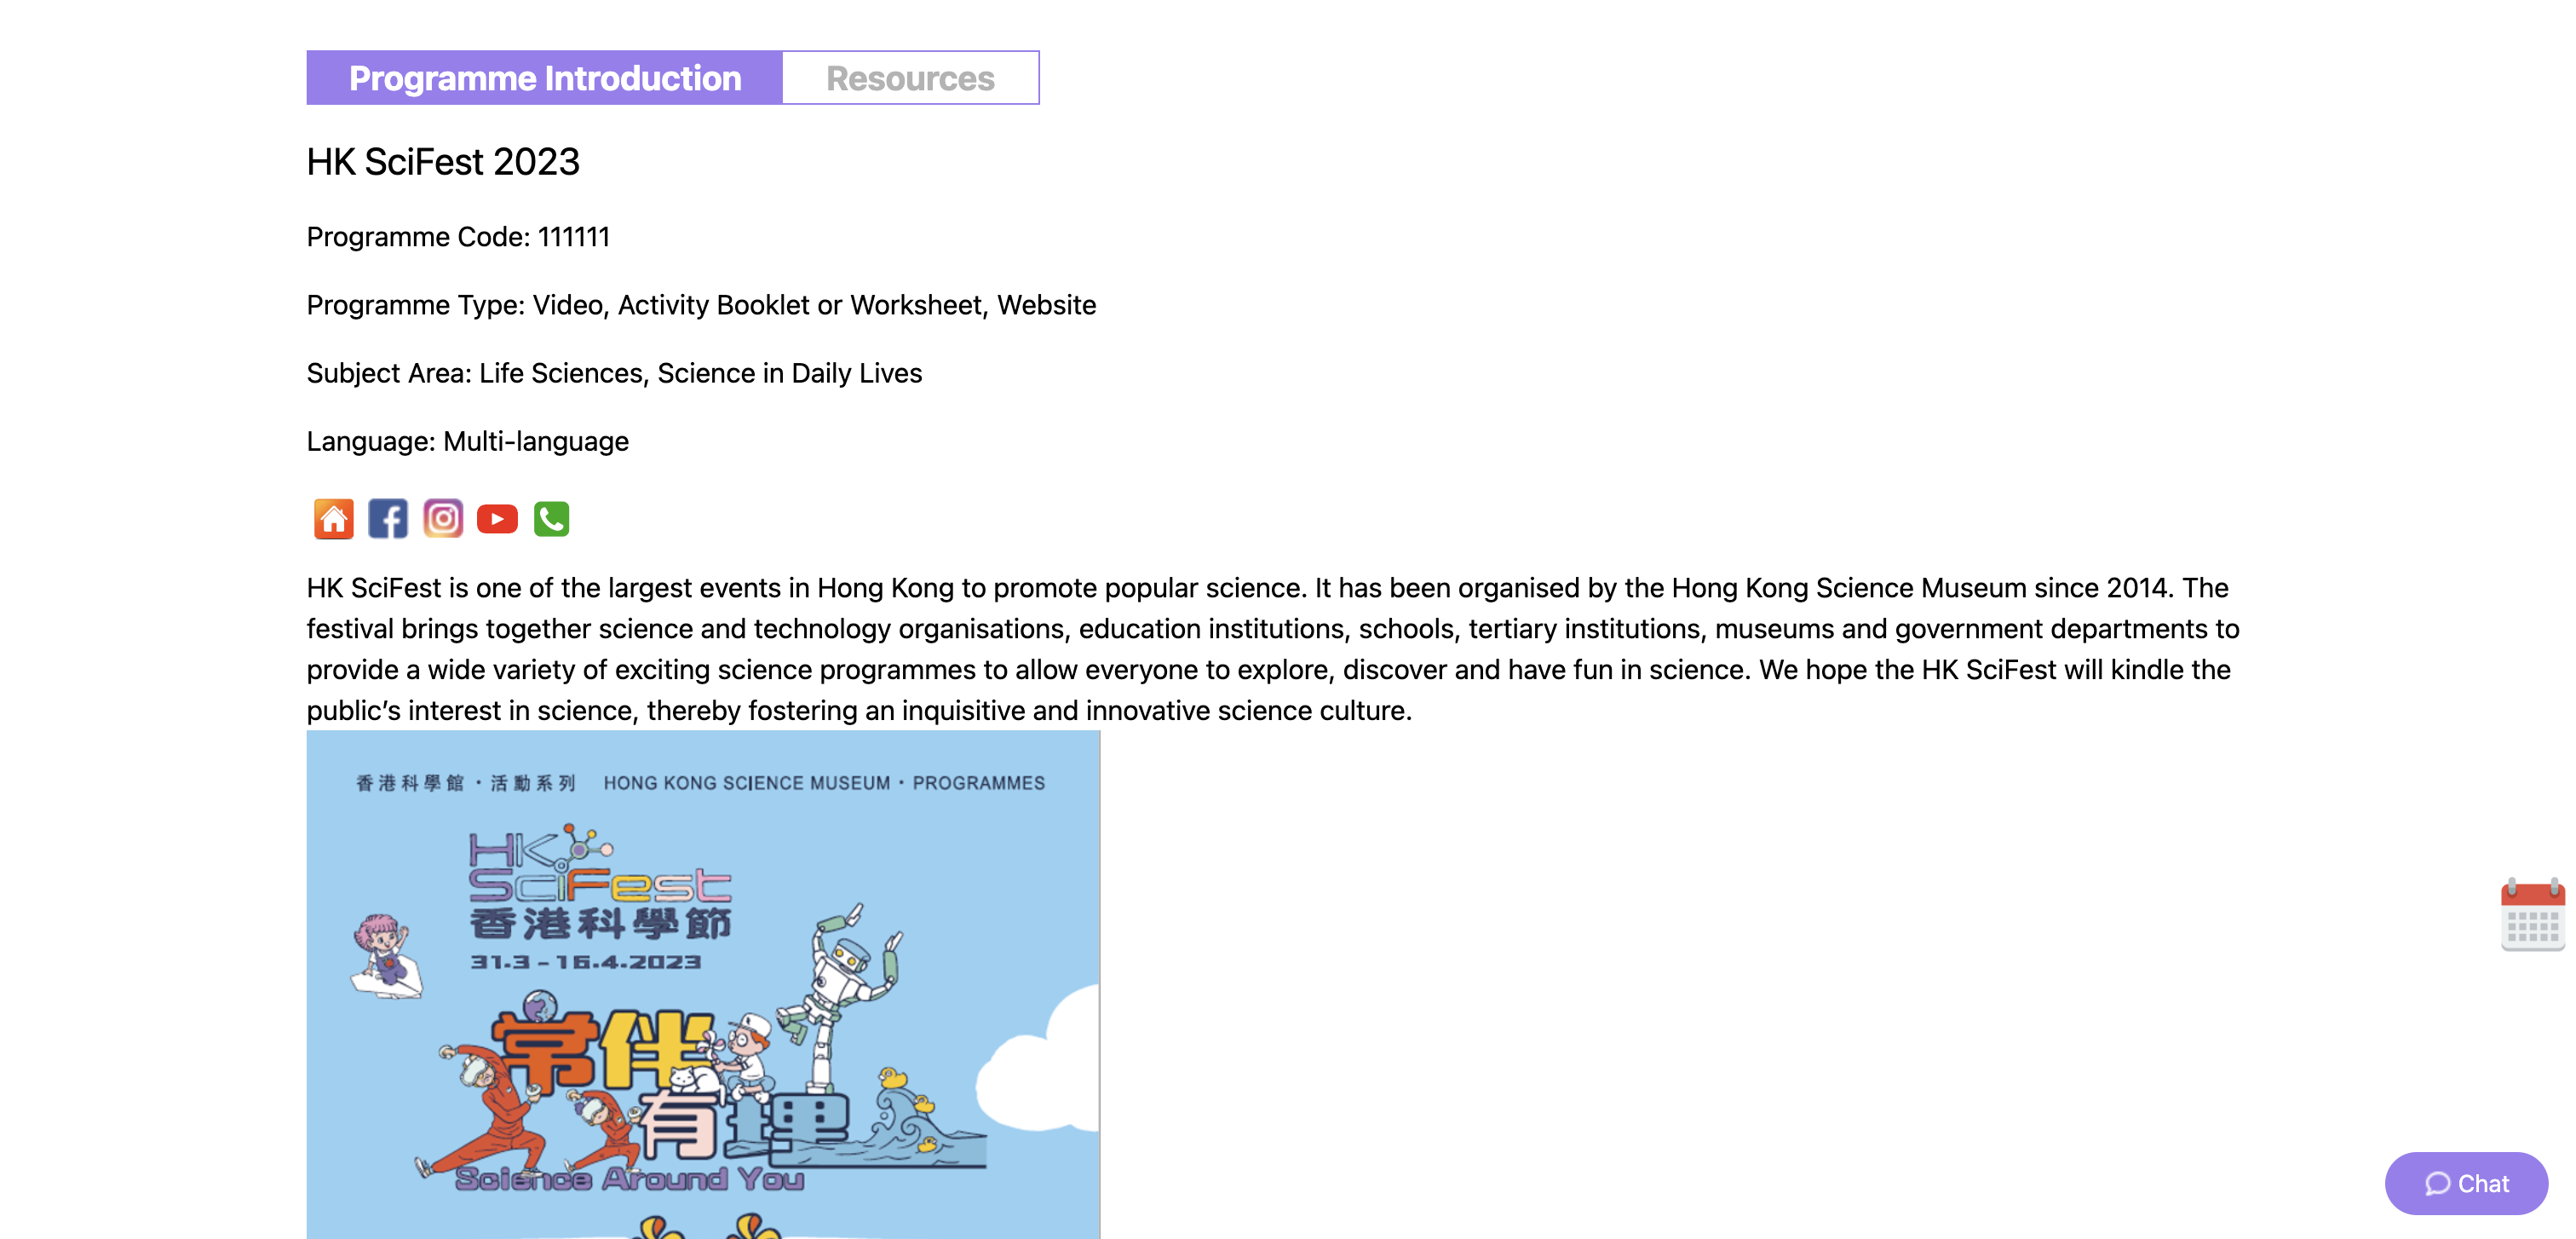 Programme Introduction
Resources
HK SciFest 2023
Programme Code: 111111
Programme Type: Video, Activity Booklet or Worksheet, Website
Subject Area: Life Sciences, Science in Daily Lives
Language: Multi-language
HK SciFest is one of the largest events in Hong Kong to promote popular science. It has been organised by the Hong Kong Science Museum since 2014. The
festival brings together science and technology organisations, education institutions, schools, tertiary institutions, museums and government departments to
provide a wide variety of exciting science programmes to allow everyone to explore, discover and have fun in science. We hope the HK SciFest will kindle the
public’s interest in science, thereby fostering an inquisitive and innovative science culture.
香港科學館・活動系列 HONG KONG SCIENCE MUSEUM・PROGRAMMES
HK
SciFest
香港科學節
31.3 – 16.4.2023
常伴
有理
Science Around You
Chat